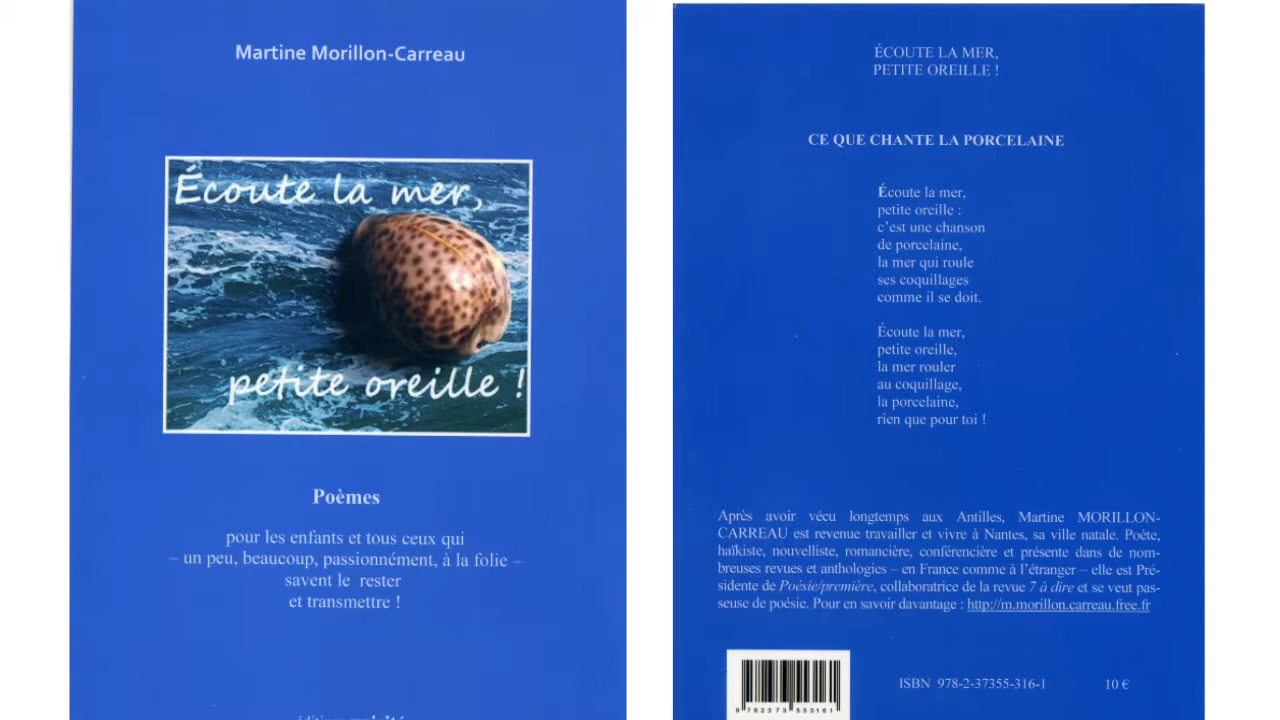 Martine Morillon-Carreau
Écoute la mer,
petite oreille !
Poèmes
pour les enfants et tous ceux qui
– un peu, beaucoup, passionnément, à la folie –
savent le rester
et transmettre !
ÉCOUTE LA MER,
PETITE OREILLE !
CE QUE CHANTE LA PORCELAINE
Écoute la mer,
petite oreille :
c'est une chanson
de porcelaine,
la mer qui roule
ses coquillages
comme il se doit.
Écoute la mer,
petite oreille,
la mer rouler
au coquillage,
la porcelaine,
rien que pour toi !
Après avoir vécu longtemps aux Antilles, Martine MORILLON-
CARREAU est revenue travailler et vivre à Nantes, sa ville natale. Poète,
haïkiste, nouvelliste, romancière, conférencière et présente dans de nom-
breuses revues et anthologies – en France comme à l'étranger – elle est Pré-
sidente de Poésie/première, collaboratrice de la revue 7 à dire et se veut pas-
seuse de poésie. Pour en savoir davantage : http://m.morillon.carreau.free.fr
ISBN 978-2-37355-316-1 10 €
9 782373 553161